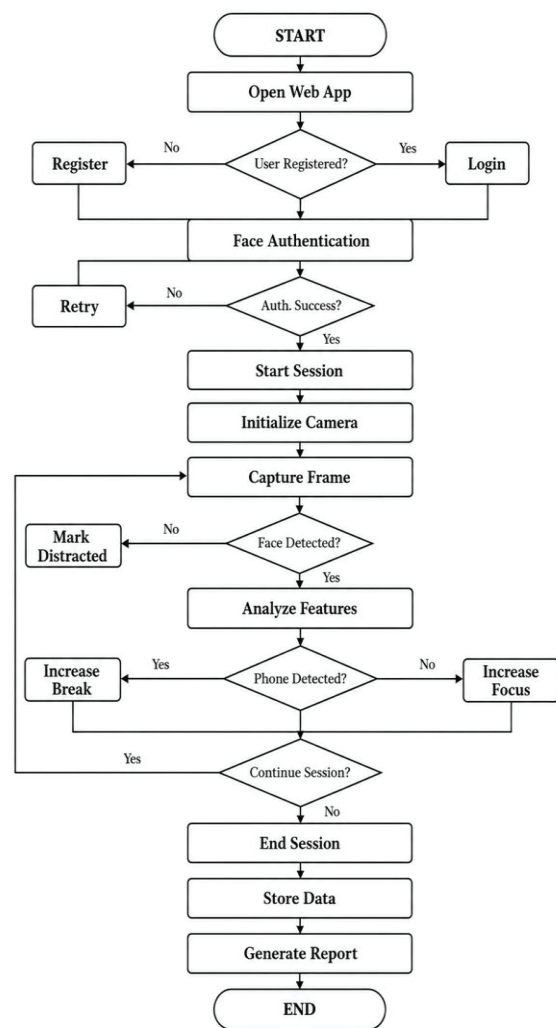 START
Open Web App
No
Yes
Register
User Registered?
Login
Face Authentication
No
Retry
Auth. Success?
Yes
Start Session
Initialize Camera
Capture Frame
No
Mark
Distracted
Face Detected?
Yes
Analyze Features
Yes
No
Increase
Break
Phone Detected?
Increase
Focus
Yes
Continue Session?
No
End Session
Store Data
Generate Report
END